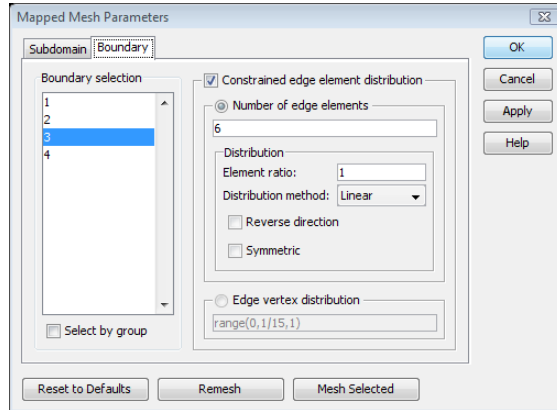 Mapped Mesh Parameters
Subdomain Boundary
Boundary selection
1
2
3
4
Select by group
Constrained edge element distribution
Number of edge elements
6
Distribution
Element ratio: 1
Distribution method: Linear
Reverse direction
Symmetric
Edge vertex distribution
range(0,1/15,1)
OK
Cancel
Apply
Help
Reset to Defaults Remesh Mesh Selected